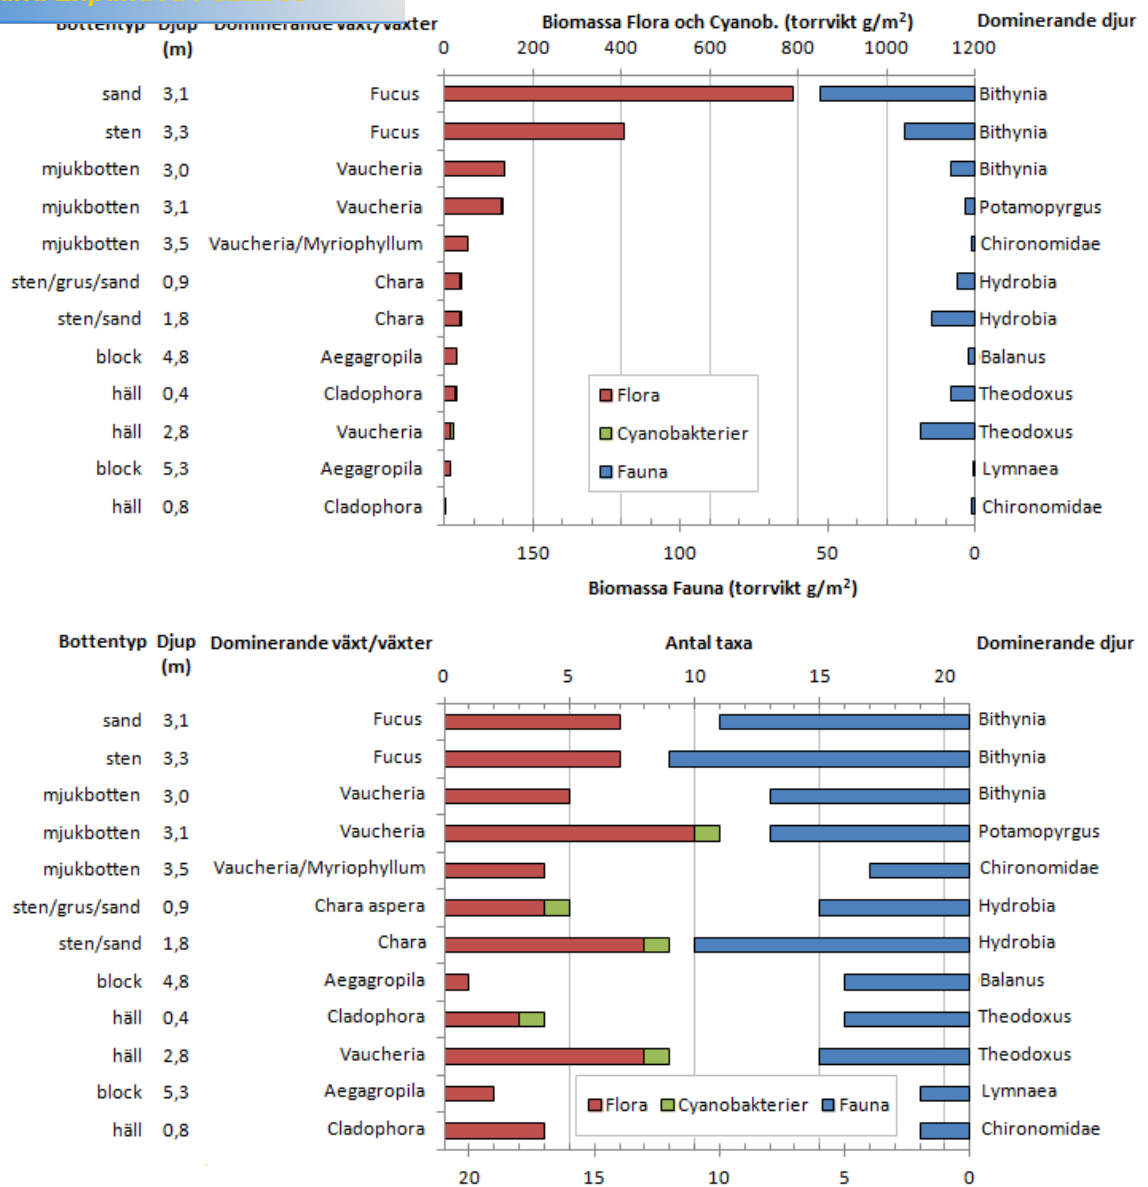 Bottentyp Djup Dominerande växt/växter Biomassa Flora och Cyanob. (torrvikt g/m²) Dominerande djur
(m) 0 200 400 600 800 1000 1200
sand 3,1 Fucus Bithynia
sten 3,3 Fucus Bithynia
mjukbotten 3,0 Vaucheria Bithynia
mjukbotten 3,1 Vaucheria Potamopyrgus
mjukbotten 3,5 Vaucheria/Myriophyllum Chironomidae
sten/grus/sand 0,9 Chara Hydrobia
sten/sand 1,8 Chara Hydrobia
block 4,8 Aegagropila Balanus
häll 0,4 Cladophora Flora Theodoxus
häll 2,8 Vaucheria Cyanobakterier Theodoxus
block 5,3 Aegagropila Fauna Lymnaea
häll 0,8 Cladophora Chironomidae
150 100 50 0
Biomassa Fauna (torrvikt g/m²)
Bottentyp Djup Dominerande växt/växter Antal taxa Dominerande djur
(m) 0 5 10 15 20
sand 3,1 Fucus Bithynia
sten 3,3 Fucus Bithynia
mjukbotten 3,0 Vaucheria Bithynia
mjukbotten 3,1 Vaucheria Potamopyrgus
mjukbotten 3,5 Vaucheria/Myriophyllum Chironomidae
sten/grus/sand 0,9 Chara aspera Hydrobia
sten/sand 1,8 Chara Hydrobia
block 4,8 Aegagropila Balanus
häll 0,4 Cladophora Theodoxus
häll 2,8 Vaucheria Theodoxus
block 5,3 Aegagropila Flora Cyanobakterier Fauna Lymnaea
häll 0,8 Cladophora Chironomidae
20 15 10 5 0